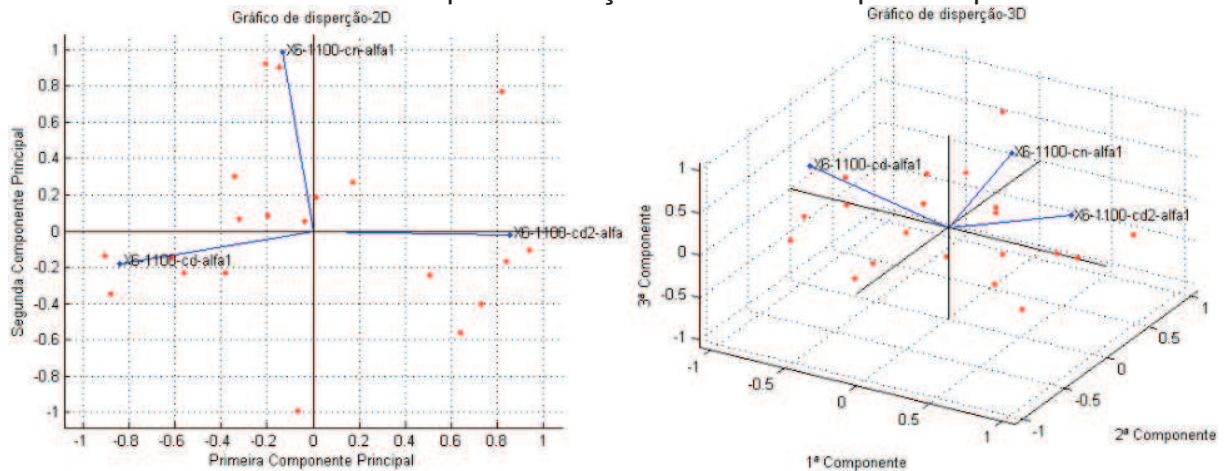 Gráfico de disperção-2D
1
0.8
0.6
0.4
0.2
0
-0.2
-0.4
-0.6
-0.8
-1
Segunda Componente Principal
X6-1100-cn-alfa1
X6-1100-cd2-alfa
X6-1100-cd-alfa1
-1 -0.8 -0.6 -0.4 -0.2 0 0.2 0.4 0.6 0.8 1
Primeira Componente Principal
Gráfico de disperção-3D
1
0.5
0
-0.5
-1
3ª Componente
X6-1100-cd-alfa1
X6-1100-cn-alfa1
X6-1100-cd2-alfa1
-1 -0.5 0 0.5 1
1ª Componente
-1 -0.5 0 0.5 1
2ª Componente